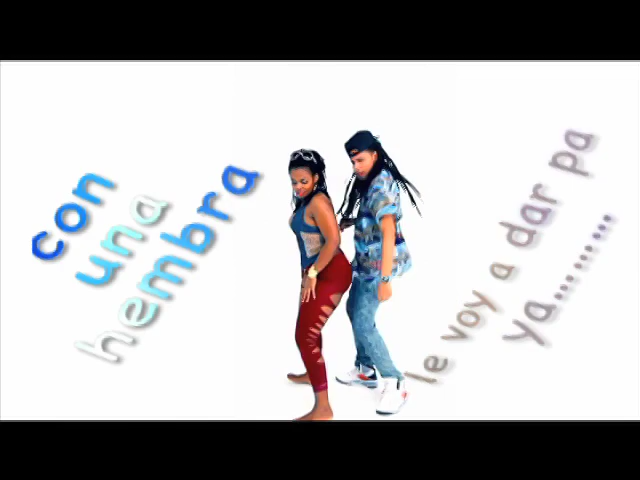 con
una
hembra
le voy a dar pa
ya.........